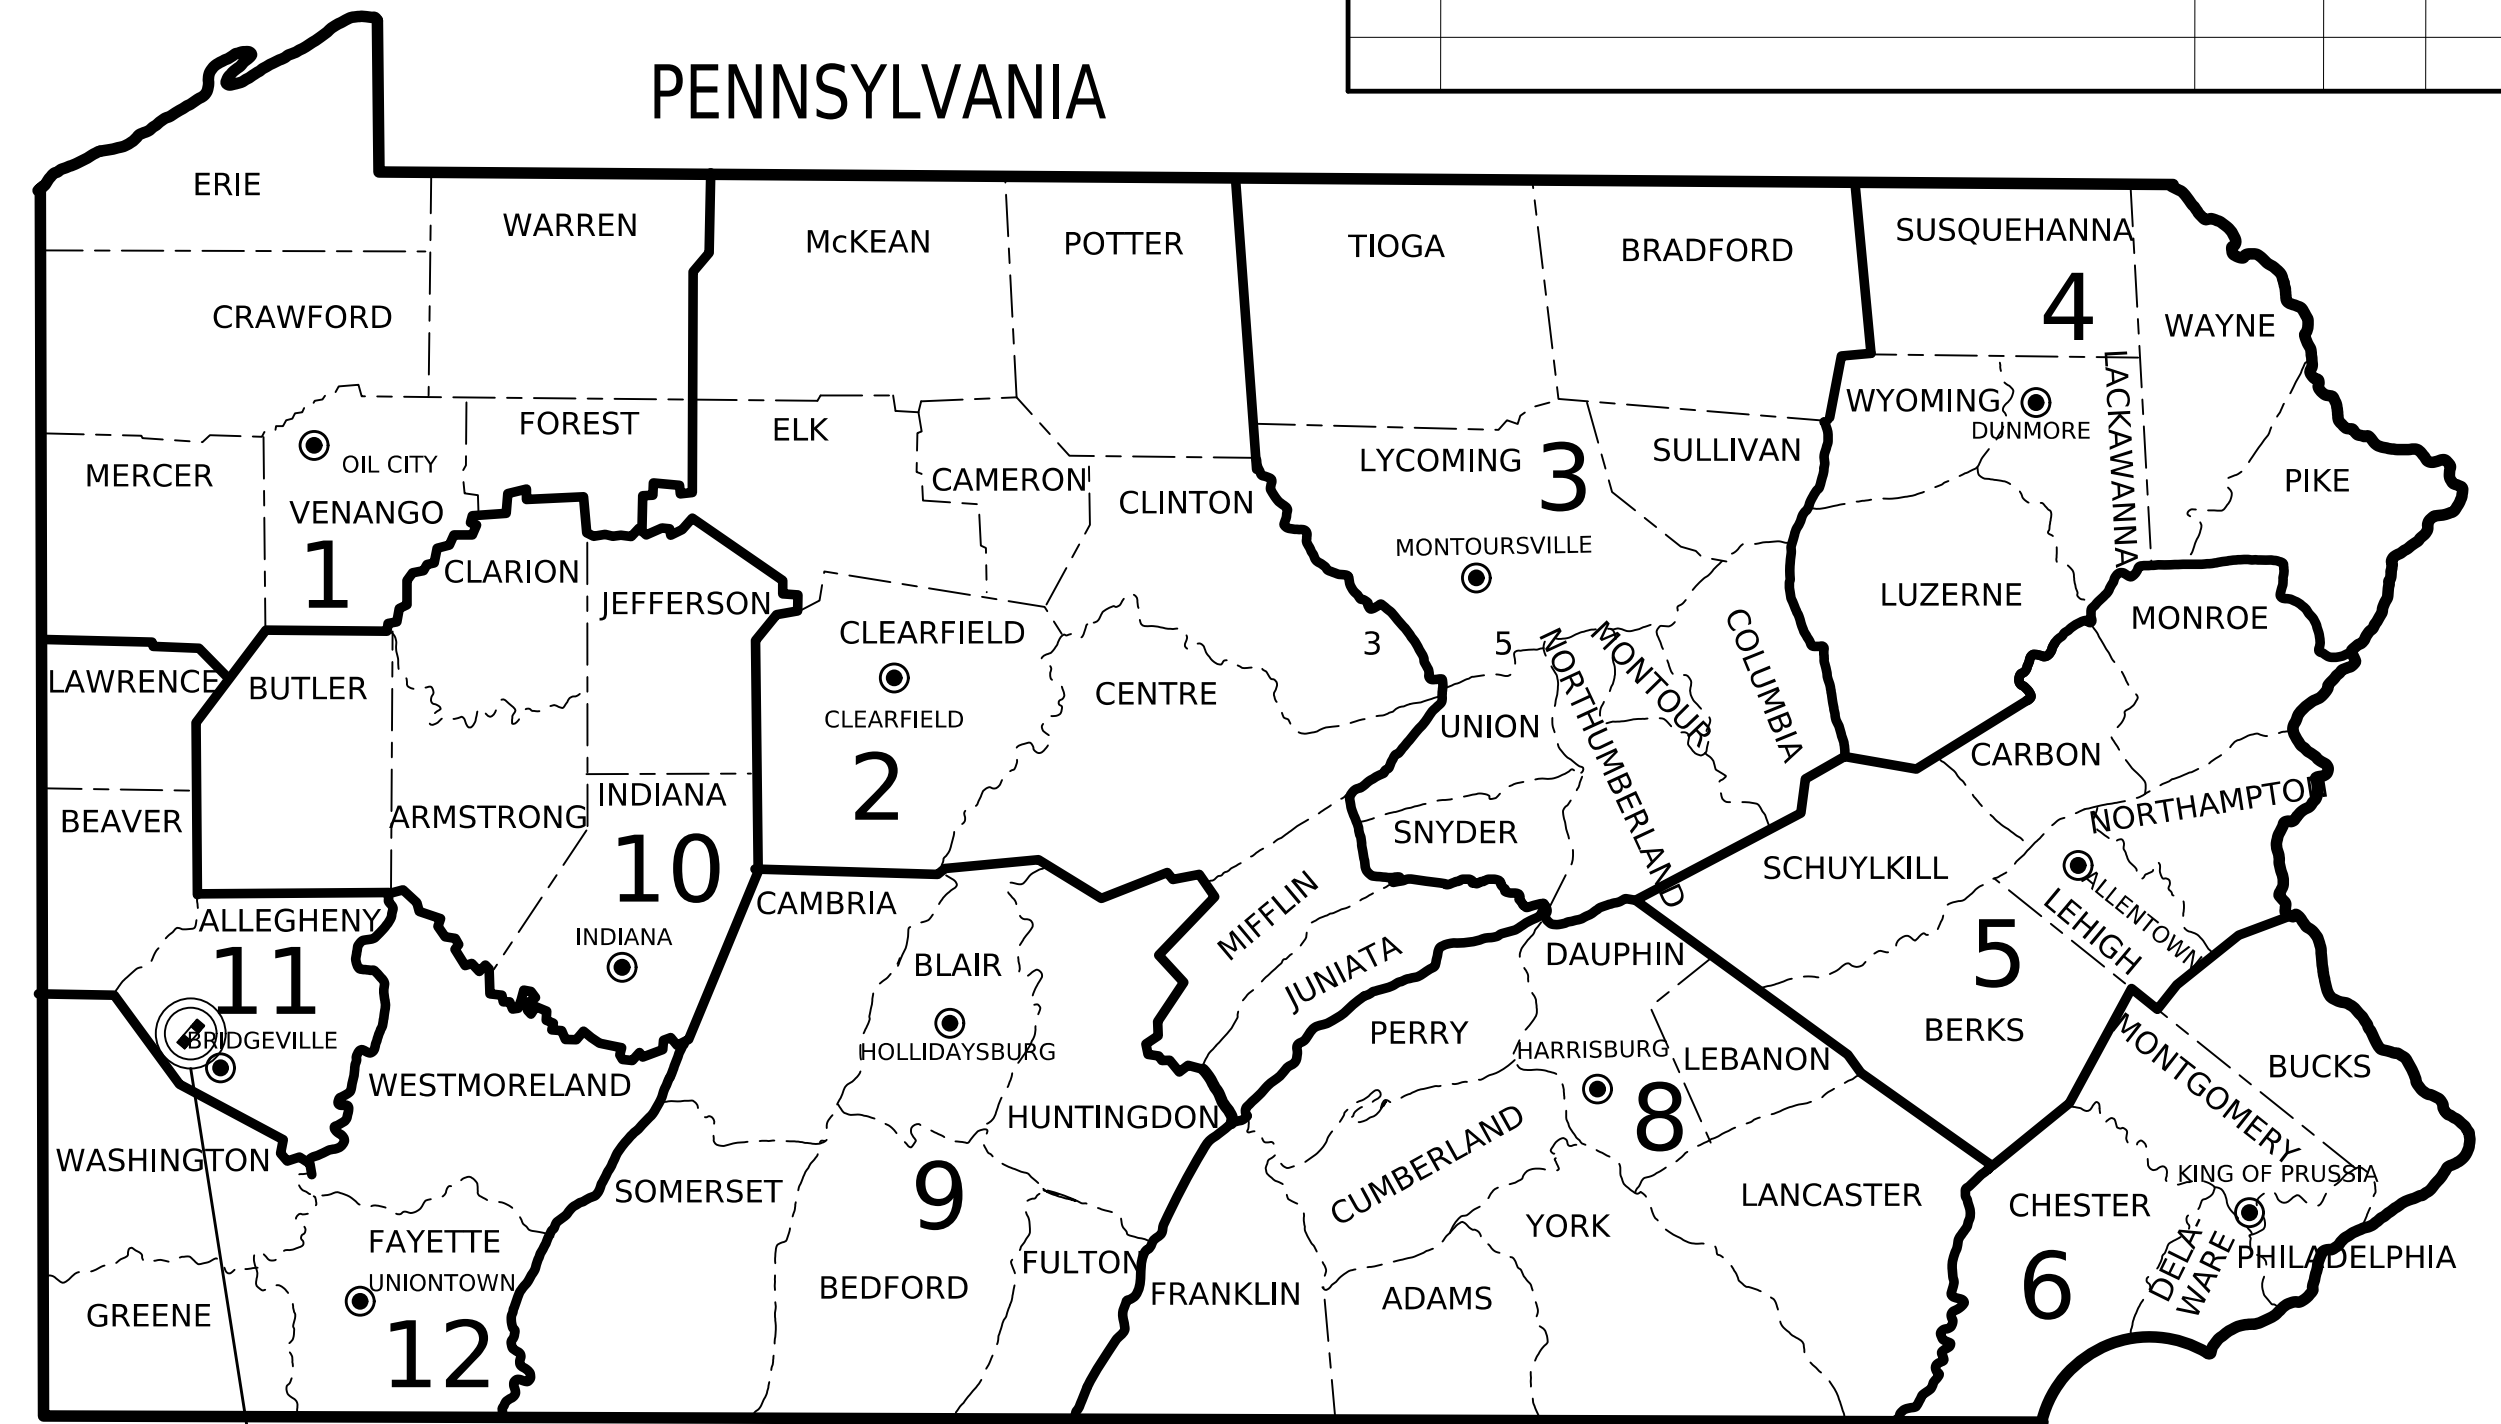 PENNSYLVANIA
ERIE
WARREN
McKEAN
POTTER
TIOGA
BRADFORD
SUSQUEHANNA
4
WAYNE
CRAWFORD
FOREST
ELK
WYOMING
LACKAWANNA
DUNMORE
OIL CITY
MERCER
VENANGO
CAMERON
CLINTON
LYCOMING
3
SULLIVAN
PIKE
MONTOURSVILLE
1
CLARION
JEFFERSON
CLEARFIELD
3
5
LUZERNE
MONROE
LAWRENCE
BUTLER
CLEARFIELD
2
CENTRE
UNION
NORTHUMBERLAND
MONTOUR
COLUMBIA
CARBON
NORTHAMPTON
BEAVER
ARMSTRONG
INDIANA
10
SNYDER
SCHUYLKILL
ALLENTOWN
LEHIGH
ALLEGHENY
11
INDIANA
CAMBRIA
BLAIR
MIFFLIN
JUNIATA
DAUPHIN
5
BERKS
BRIDGEVILLE
WESTMORELAND
HOLLIDAYSBURG
HUNTINGDON
PERRY
HARRISBURG
8
LEBANON
MONTGOMERY
BUCKS
WASHINGTON
SOMERSET
9
CUMBERLAND
YORK
LANCASTER
CHESTER
KING OF PRUSSIA
FAYETTE
UNIONTOWN
GREENE
12
BEDFORD
FULTON
FRANKLIN
ADAMS
6
DELA-
WARE
PHILADELPHIA